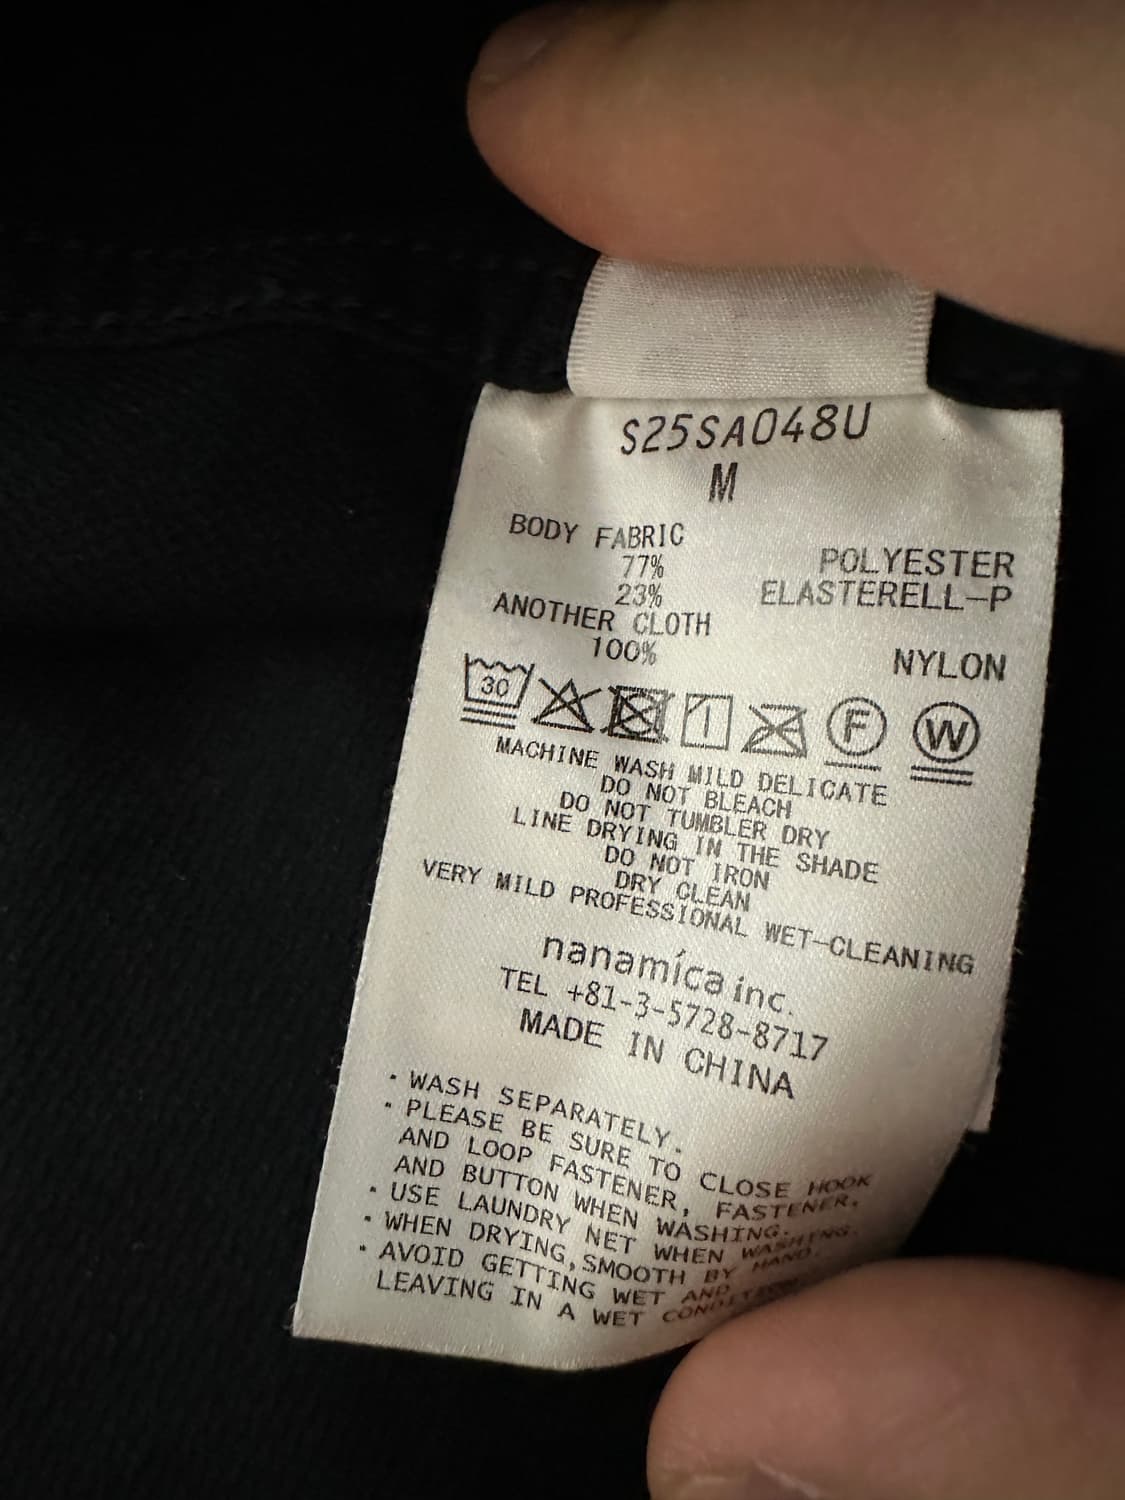 S25SA048U
M
BODY FABRIC
77% POLYESTER
23% ELASTERELL-P
ANOTHER CLOTH
100% NYLON
30 F W
MACHINE WASH MILD DELICATE
DO NOT BLEACH
DO NOT TUMBLER DRY
LINE DRYING IN THE SHADE
DO NOT IRON
DRY CLEAN
VERY MILD PROFESSIONAL WET-CLEANING
nanamíca inc.
TEL +81-3-5728-8717
MADE IN CHINA
・WASH SEPARATELY.
・PLEASE BE SURE TO CLOSE HOOK
AND LOOP FASTENER, FASTENER,
AND BUTTON WHEN WASHING.
・USE LAUNDRY NET WHEN WASHING.
・WHEN DRYING,SMOOTH BY HAND.
・AVOID GETTING WET AND
LEAVING IN A WET CONDITION.